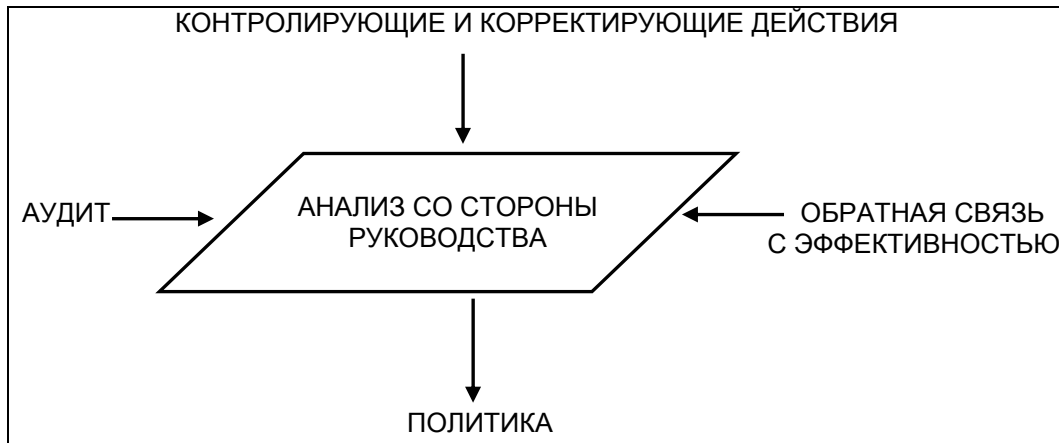 КОНТРОЛИРУЮЩИЕ И КОРРЕКТИРУЮЩИЕ ДЕЙСТВИЯ
АУДИТ
АНАЛИЗ СО СТОРОНЫ
РУКОВОДСТВА
ОБРАТНАЯ СВЯЗЬ
С ЭФФЕКТИВНОСТЬЮ
ПОЛИТИКА